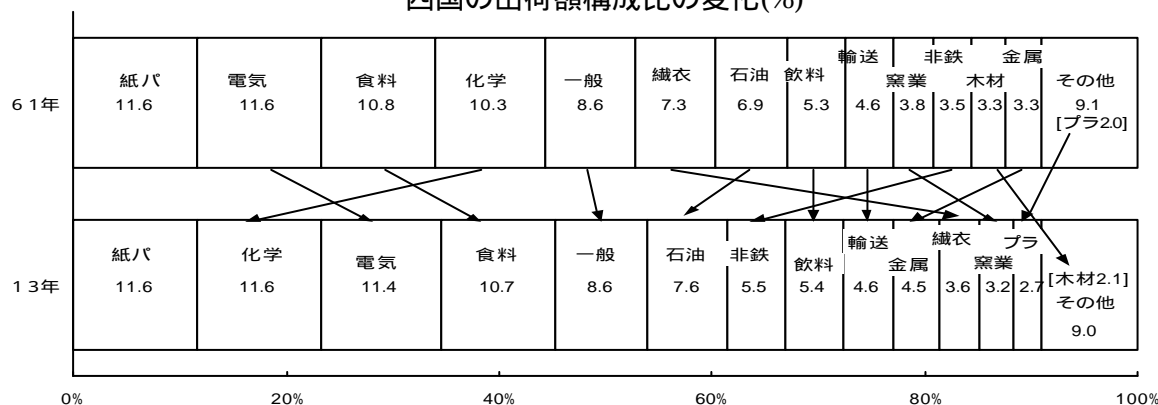 四国の出荷額構成比の変化(%)
61年
紙パ 電気 食料 化学 一般 繊衣 石油 飲料 輸送 窯業 非鉄 木材 金属 その他
11.6 11.6 10.8 10.3 8.6 7.3 6.9 5.3 4.6 3.8 3.5 3.3 3.3 9.1
[プラ2.0]
13年
紙パ 化学 電気 食料 一般 石油 非鉄 飲料 輸送 金属 繊衣 窯業 プラ [木材2.1]
その他
11.6 11.6 11.4 10.7 8.6 7.6 5.5 5.4 4.6 4.5 3.6 3.2 2.7 9.0
0% 20% 40% 60% 80% 100%